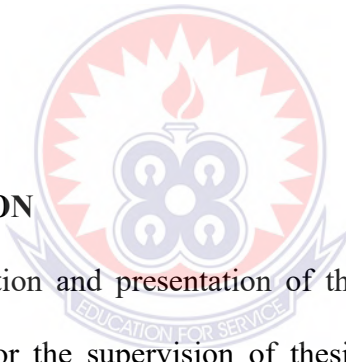 ON
tion and presentation of th
EDUCATION FOR SERVICE
or the supervision of thesi